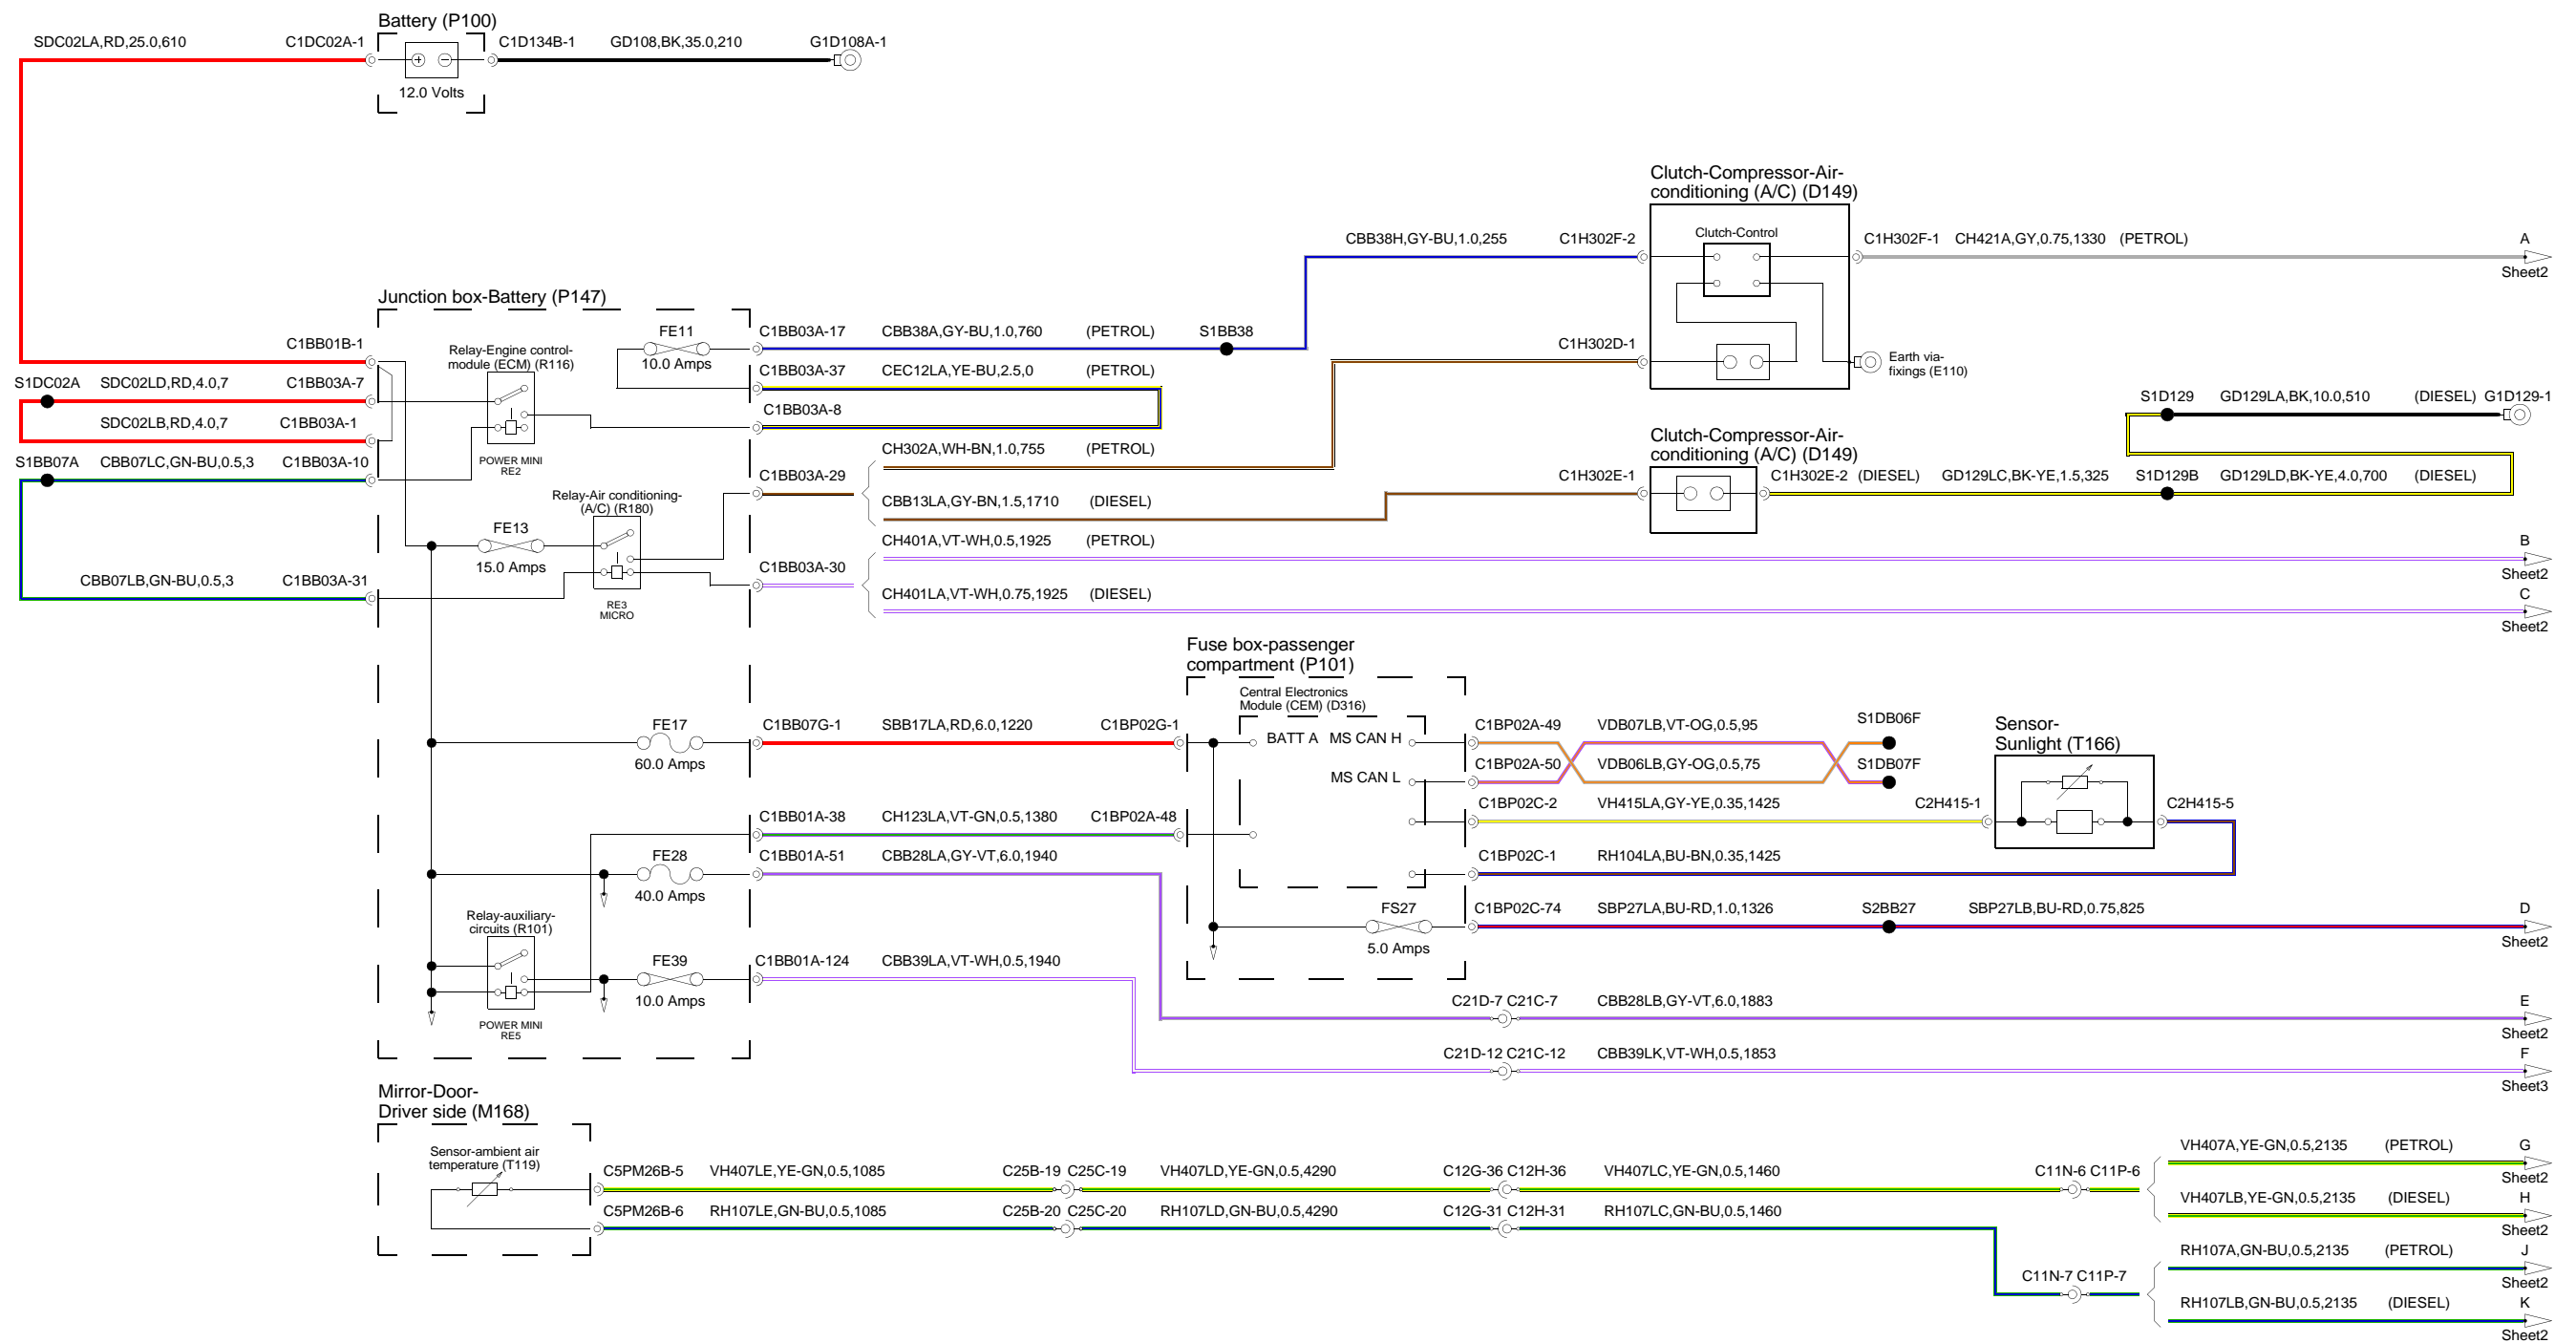 Battery (P100)
SDC02LA,RD,25.0,610
C1DC02A-1
C1D134B-1
GD108,BK,35.0,210
G1D108A-1
12.0 Volts
Clutch-Compressor-Air-
conditioning (A/C) (D149)
Clutch-Control
CBB38H,GY-BU,1.0,255
C1H302F-2
C1H302F-1
CH421A,GY,0.75,1330
(PETROL)
A
Sheet2
Junction box-Battery (P147)
C1BB01B-1
Relay-Engine control-
module (ECM) (R116)
FE11
10.0 Amps
C1BB03A-17
CBB38A,GY-BU,1.0,760
(PETROL)
S1BB38
C1H302D-1
Earth via-
fixings (E110)
S1DC02A
SDC02LD,RD,4.0,7
C1BB03A-7
C1BB03A-37
CEC12LA,YE-BU,2.5,0
(PETROL)
SDC02LB,RD,4.0,7
C1BB03A-1
C1BB03A-8
S1D129
GD129LA,BK,10.0,510
(DIESEL)
G1D129-1
S1BB07A
CBB07LC,GN-BU,0.5,3
C1BB03A-10
POWER MINI
RE2
CH302A,WH-BN,1.0,755
(PETROL)
C1BB03A-29
CBB13LA,GY-BN,1.5,1710
(DIESEL)
Clutch-Compressor-Air-
conditioning (A/C) (D149)
C1H302E-1
C1H302E-2
(DIESEL)
GD129LC,BK-YE,1.5,325
S1D129B
GD129LD,BK-YE,4.0,700
(DIESEL)
Relay-Air conditioning-
(A/C) (R180)
FE13
15.0 Amps
CH401A,VT-WH,0.5,1925
(PETROL)
B
Sheet2
C1BB03A-30
CBB07LB,GN-BU,0.5,3
C1BB03A-31
RE3
MICRO
CH401LA,VT-WH,0.75,1925
(DIESEL)
C
Sheet2
Fuse box-passenger
compartment (P101)
Central Electronics
Module (CEM) (D316)
FE17
60.0 Amps
C1BB07G-1
SBB17LA,RD,6.0,1220
C1BP02G-1
BATT A
MS CAN H
MS CAN L
C1BP02A-49
VDB07LB,VT-OG,0.5,95
S1DB06F
C1BP02A-50
VDB06LB,GY-OG,0.5,75
S1DB07F
Sensor-
Sunlight (T166)
C1BB01A-38
CH123LA,VT-GN,0.5,1380
C1BP02A-48
C1BP02C-2
VH415LA,GY-YE,0.35,1425
C2H415-1
C2H415-5
FE28
40.0 Amps
C1BB01A-51
CBB28LA,GY-VT,6.0,1940
C1BP02C-1
RH104LA,BU-BN,0.35,1425
Relay-auxiliary-
circuits (R101)
FS27
5.0 Amps
C1BP02C-74
SBP27LA,BU-RD,1.0,1326
S2BB27
SBP27LB,BU-RD,0.75,825
D
Sheet2
FE39
10.0 Amps
C1BB01A-124
CBB39LA,VT-WH,0.5,1940
POWER MINI
RE5
C21D-7 C21C-7
CBB28LB,GY-VT,6.0,1883
E
Sheet2
C21D-12 C21C-12
CBB39LK,VT-WH,0.5,1853
F
Sheet3
Mirror-Door-
Driver side (M168)
Sensor-ambient air
temperature (T119)
C5PM26B-5
VH407LE,YE-GN,0.5,1085
C25B-19 C25C-19
VH407LD,YE-GN,0.5,4290
C12G-36 C12H-36
VH407LC,YE-GN,0.5,1460
C11N-6 C11P-6
VH407A,YE-GN,0.5,2135
(PETROL)
G
Sheet2
VH407LB,YE-GN,0.5,2135
(DIESEL)
H
Sheet2
C5PM26B-6
RH107LE,GN-BU,0.5,1085
C25B-20 C25C-20
RH107LD,GN-BU,0.5,4290
C12G-31 C12H-31
RH107LC,GN-BU,0.5,1460
C11N-7 C11P-7
RH107A,GN-BU,0.5,2135
(PETROL)
J
Sheet2
RH107LB,GN-BU,0.5,2135
(DIESEL)
K
Sheet2